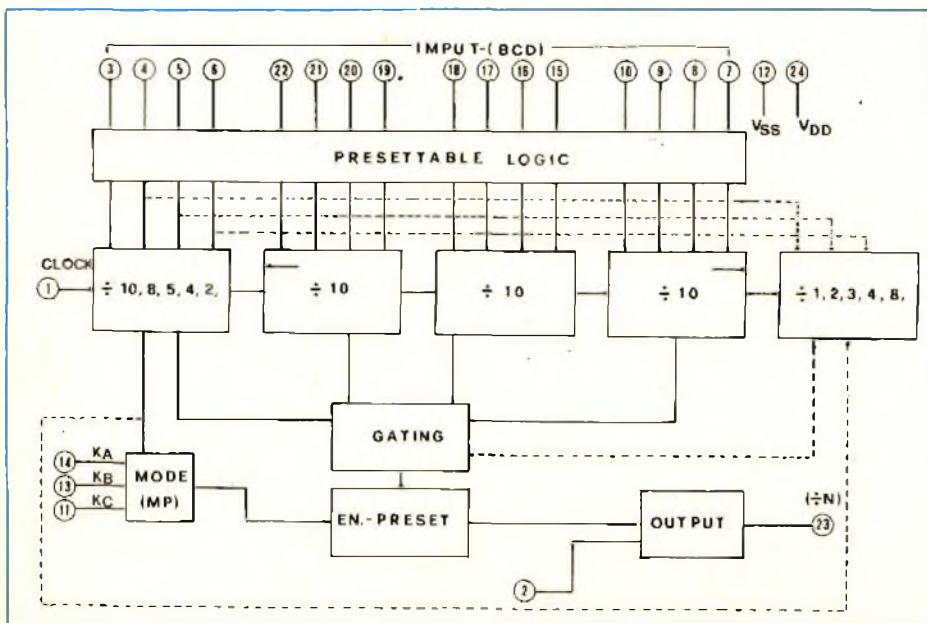 IMPUT-(BCD)
3 4 5 6 22 21 20 19 18 17 16 15 10 9 8 7 12 24
VSS VDD
PRESETTABLE LOGIC
CLOCK
1
÷ 10, 8, 5, 4, 2,
÷ 10
÷ 10
÷ 10
÷ 1, 2, 3, 4, 8,
GATING
14 KA
13 KB
11 KC
MODE
(MP)
EN.-PRESET
OUTPUT
(÷N)
23
2